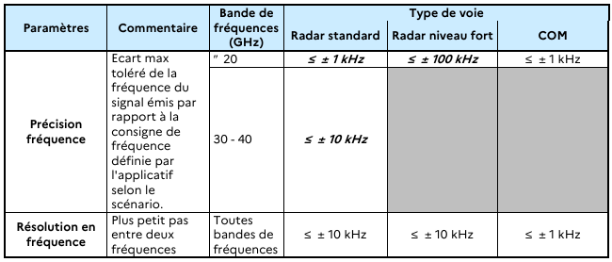 Paramètres Commentaire Bande de fréquences (GHz) Type de voie
Radar standard Radar niveau fort COM
Précision fréquence
Ecart max
toléré de la
fréquence du
signal émis par
rapport à la
consigne de
fréquence
définie par
l'applicatif
selon le
scénario.
" 20 ≤ ± 1 kHz ≤ ± 100 kHz ≤ ± 1 kHz
30 - 40 ≤ ± 10 kHz
Résolution en
fréquence
Plus petit pas
entre deux
fréquences
Toutes
bandes de
fréquences
≤ ± 10 kHz ≤ ± 10 kHz ≤ ± 1 kHz